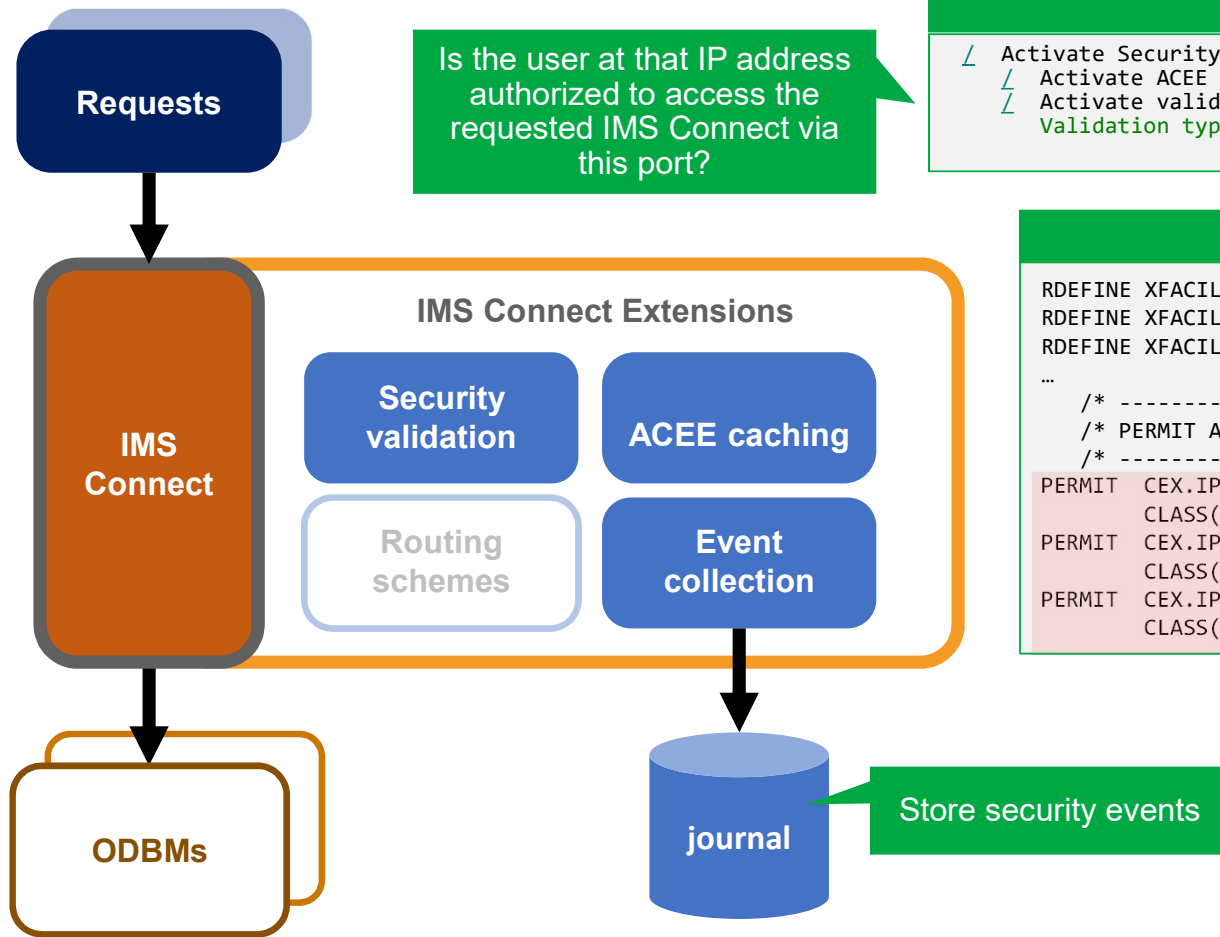 Requests
Is the user at that IP address
authorized to access the
requested IMS Connect via
this port?
/ Activate Security
/ Activate ACEE
/ Activate valid
Validation typ
IMS Connect Extensions
IMS
Connect
Security
validation
ACEE caching
Routing
schemes
Event
collection
RDEFINE XFACIL
RDEFINE XFACIL
RDEFINE XFACIL
…
/* --------
/* PERMIT A
/* --------
PERMIT CEX.IP
CLASS(
PERMIT CEX.IP
CLASS(
PERMIT CEX.IP
CLASS(
ODBMs
journal
Store security events